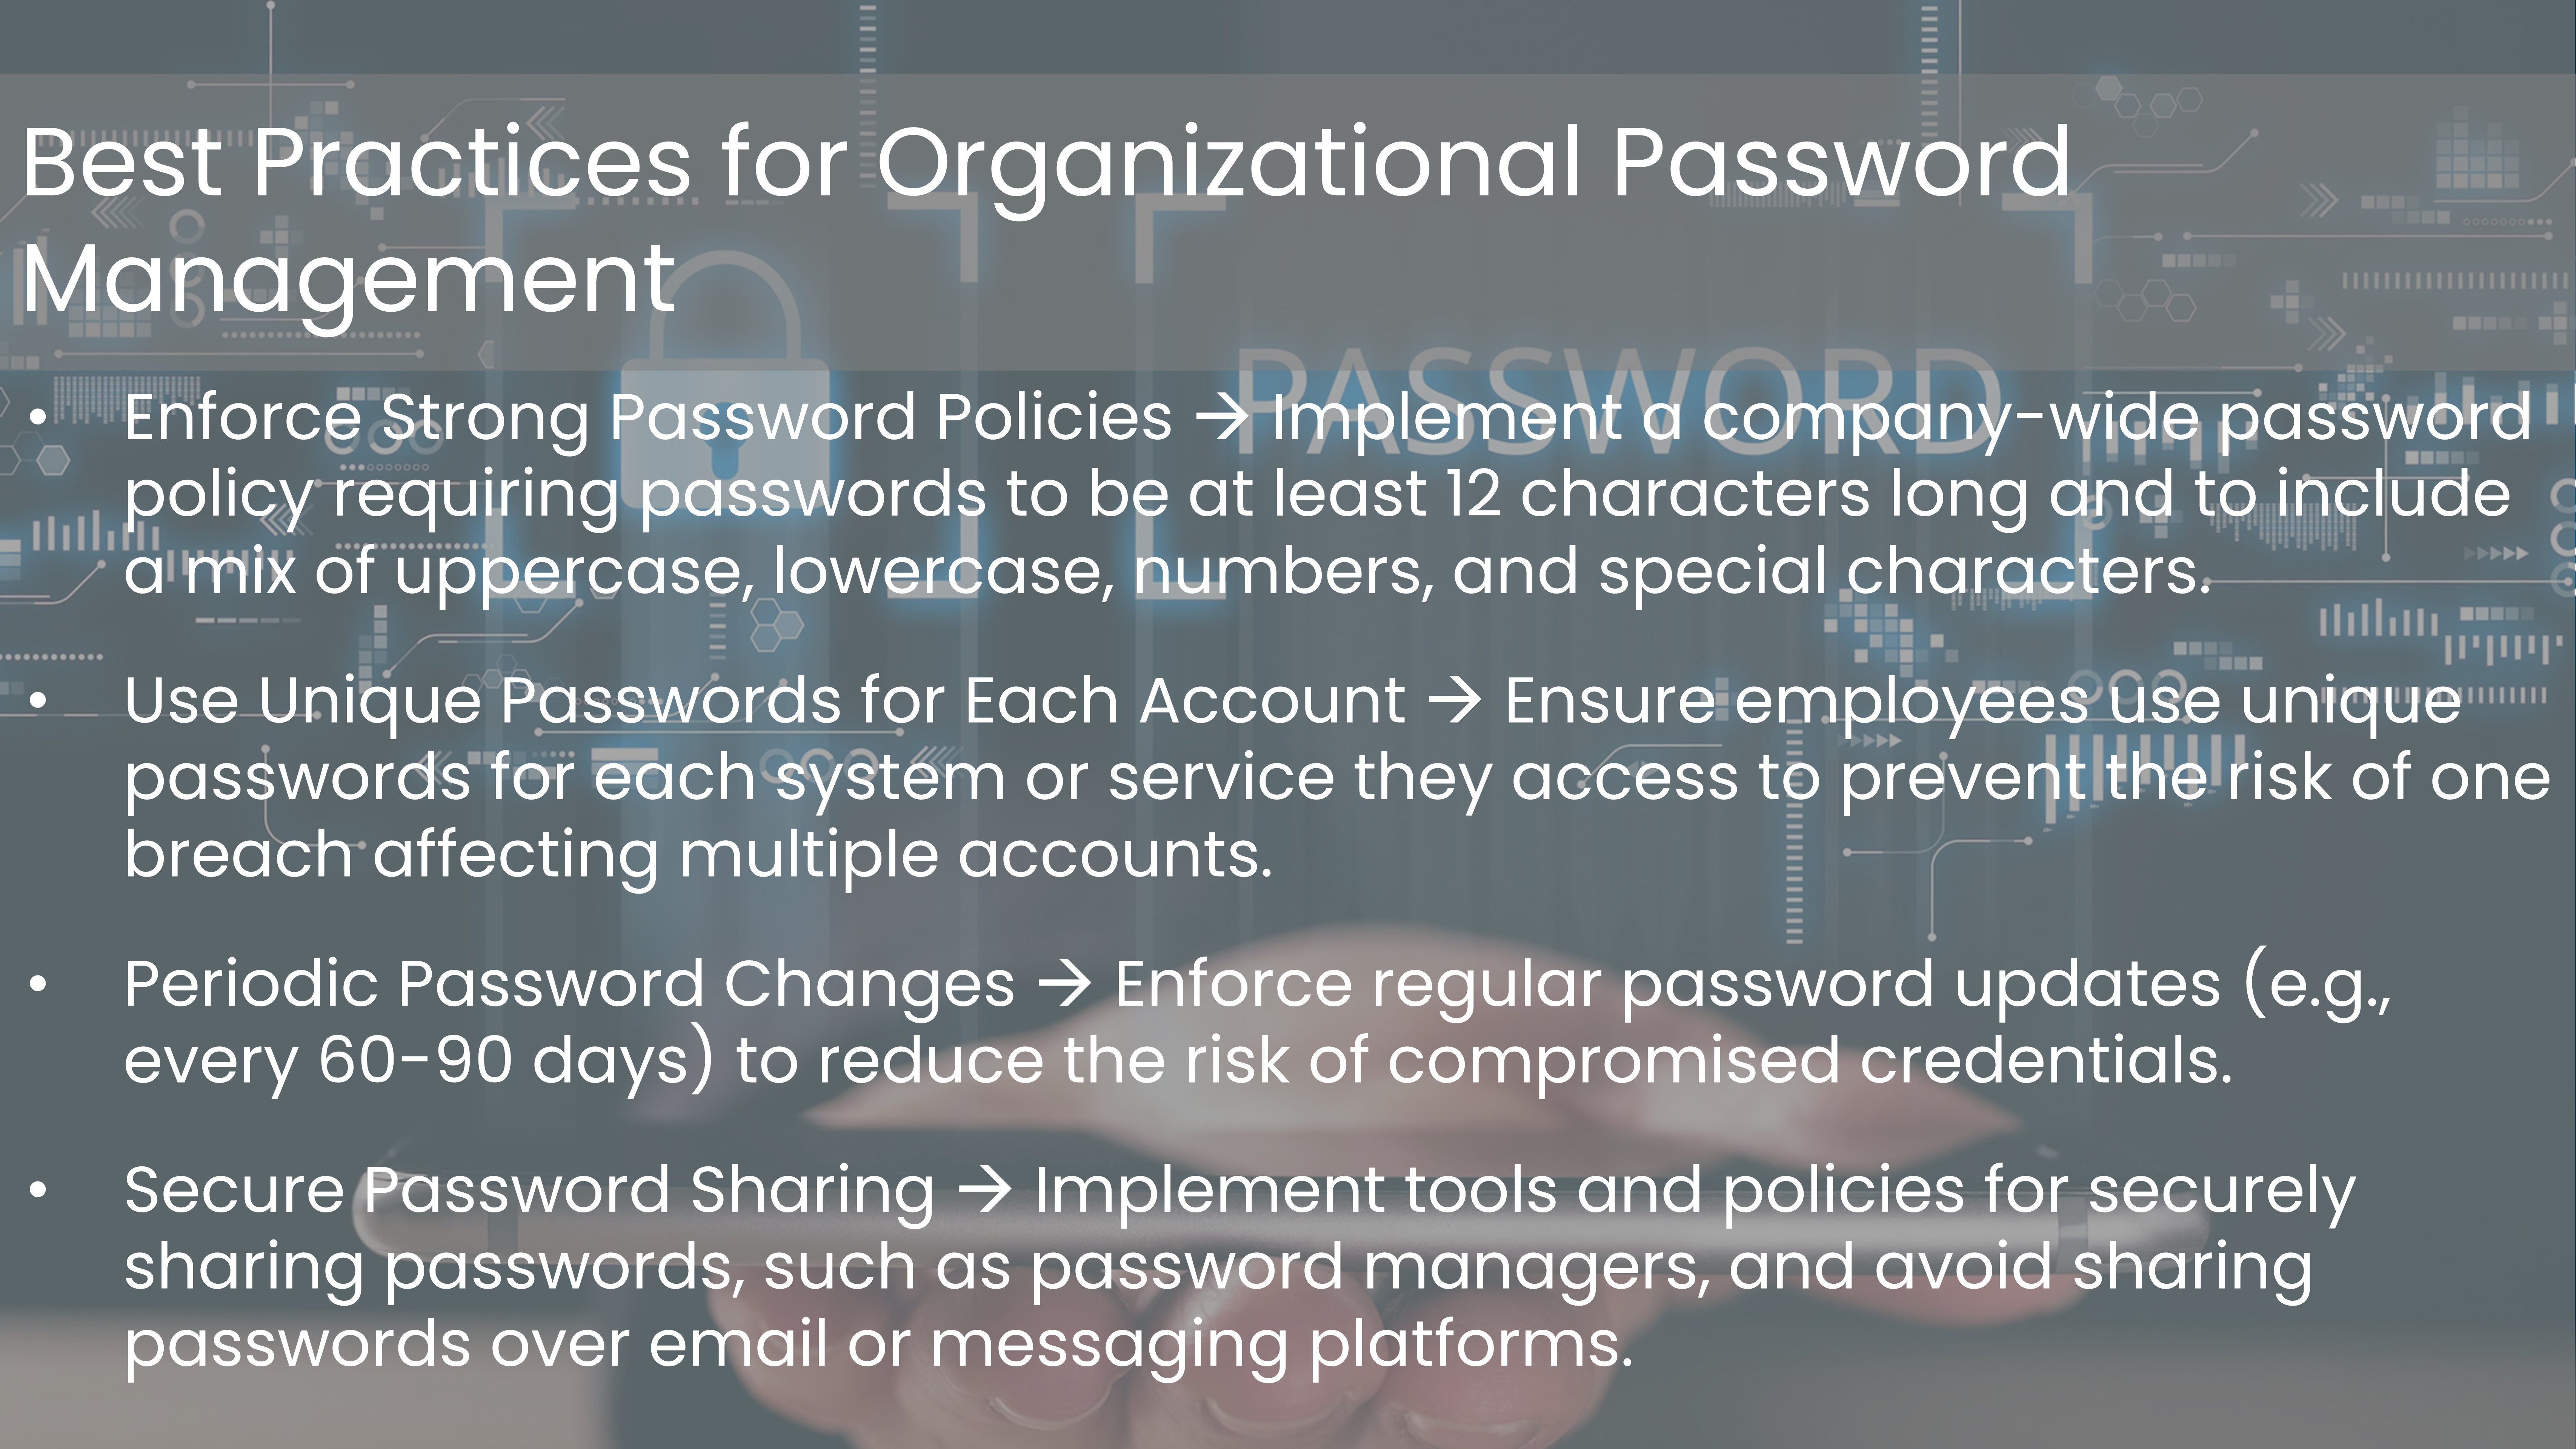 Best Practices for Organizational Password
Management
PASSWORD
• Enforce Strong Password Policies → Implement a company-wide password
policy requiring passwords to be at least 12 characters long and to include
a mix of uppercase, lowercase, numbers, and special characters.
• Use Unique Passwords for Each Account → Ensure employees use unique
passwords for each system or service they access to prevent the risk of one
breach affecting multiple accounts.
• Periodic Password Changes → Enforce regular password updates (e.g.,
every 60-90 days) to reduce the risk of compromised credentials.
• Secure Password Sharing → Implement tools and policies for securely
sharing passwords, such as password managers, and avoid sharing
passwords over email or messaging platforms.